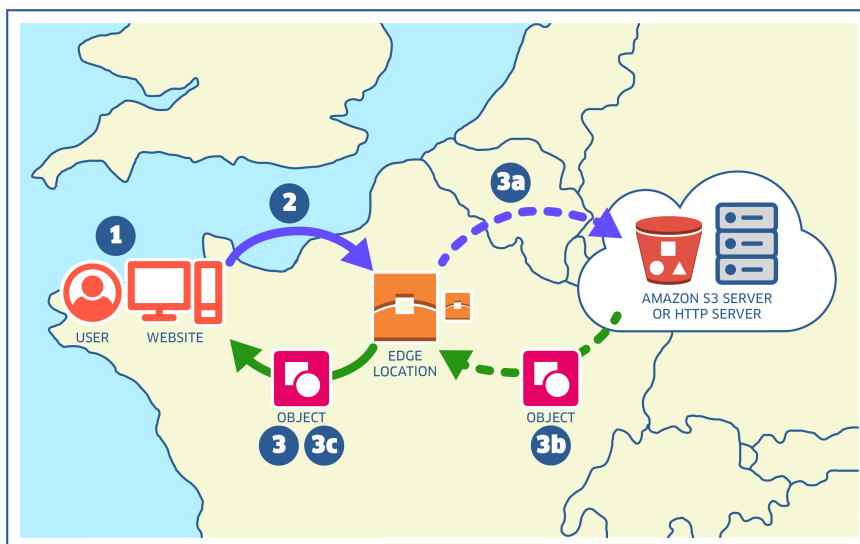 1
2
3a
USER
WEBSITE
EDGE
LOCATION
AMAZON S3 SERVER
OR HTTP SERVER
OBJECT
3 3c
OBJECT
3b